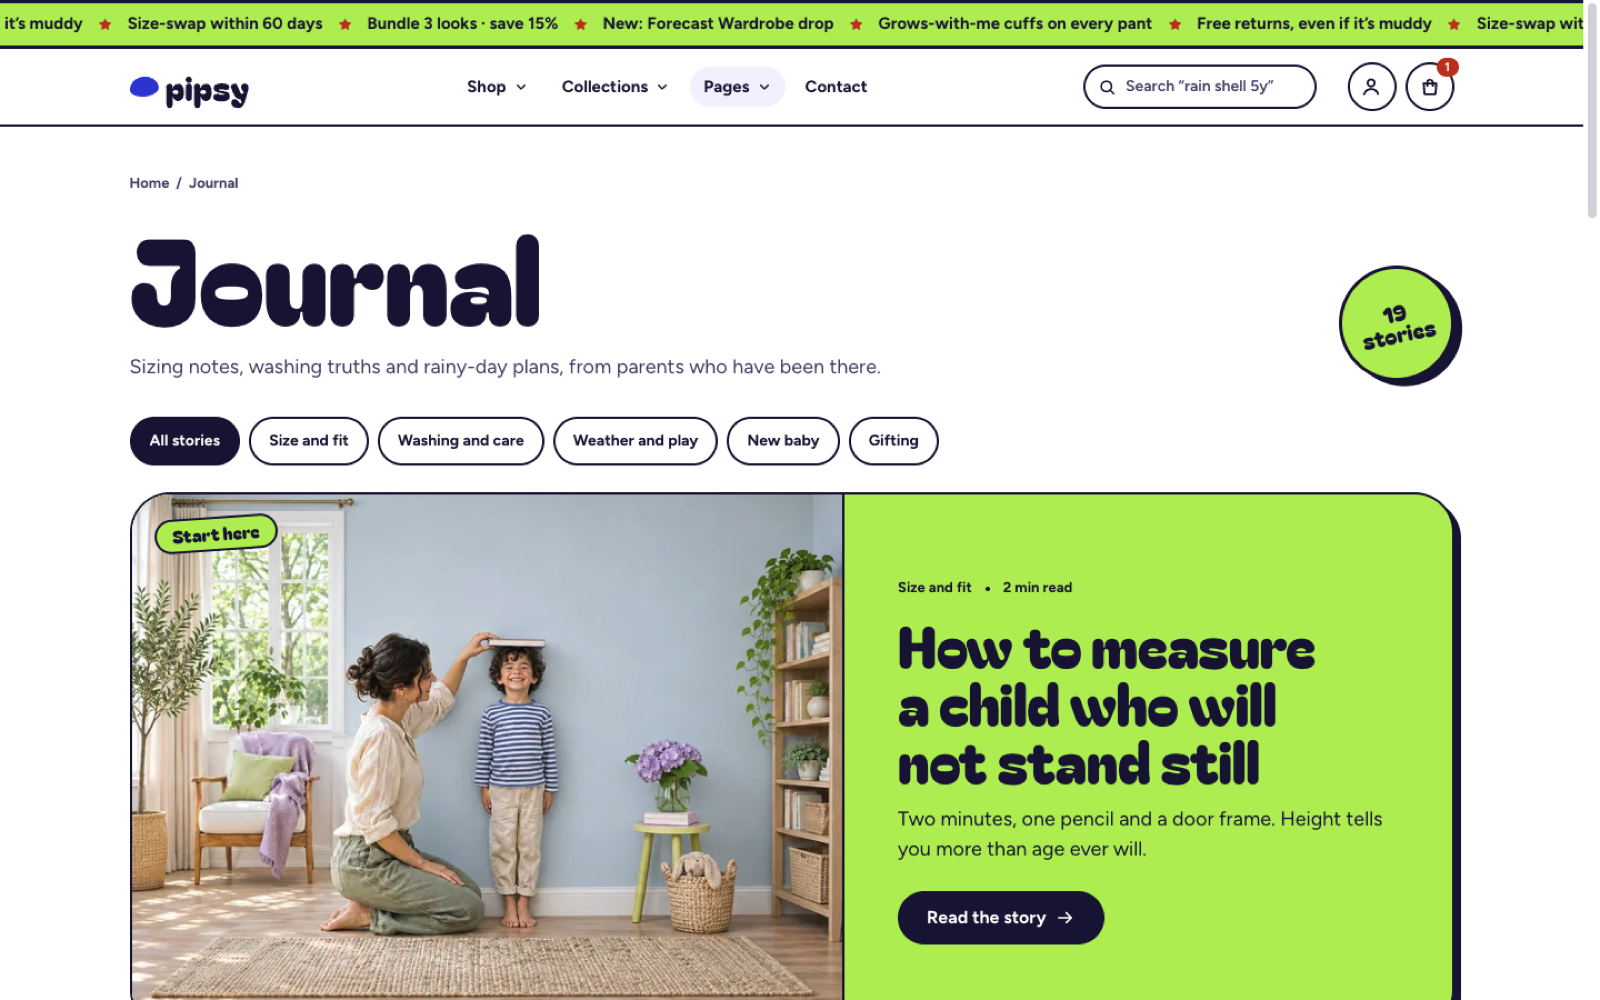 it's muddy ★ Size-swap within 60 days ★ Bundle 3 looks · save 15% ★ New: Forecast Wardrobe drop ★ Grows-with-me cuffs on every pant ★ Free returns, even if it's muddy ★ Size-swap wit
pipsy
Shop
Collections
Pages
Contact
Search “rain shell 5y”
1
Home / Journal
Journal
Sizing notes, washing truths and rainy-day plans, from parents who have been there.
19
stories
All stories
Size and fit
Washing and care
Weather and play
New baby
Gifting
Start here
Size and fit • 2 min read
How to measure
a child who will
not stand still
Two minutes, one pencil and a door frame. Height tells
you more than age ever will.
Read the story →